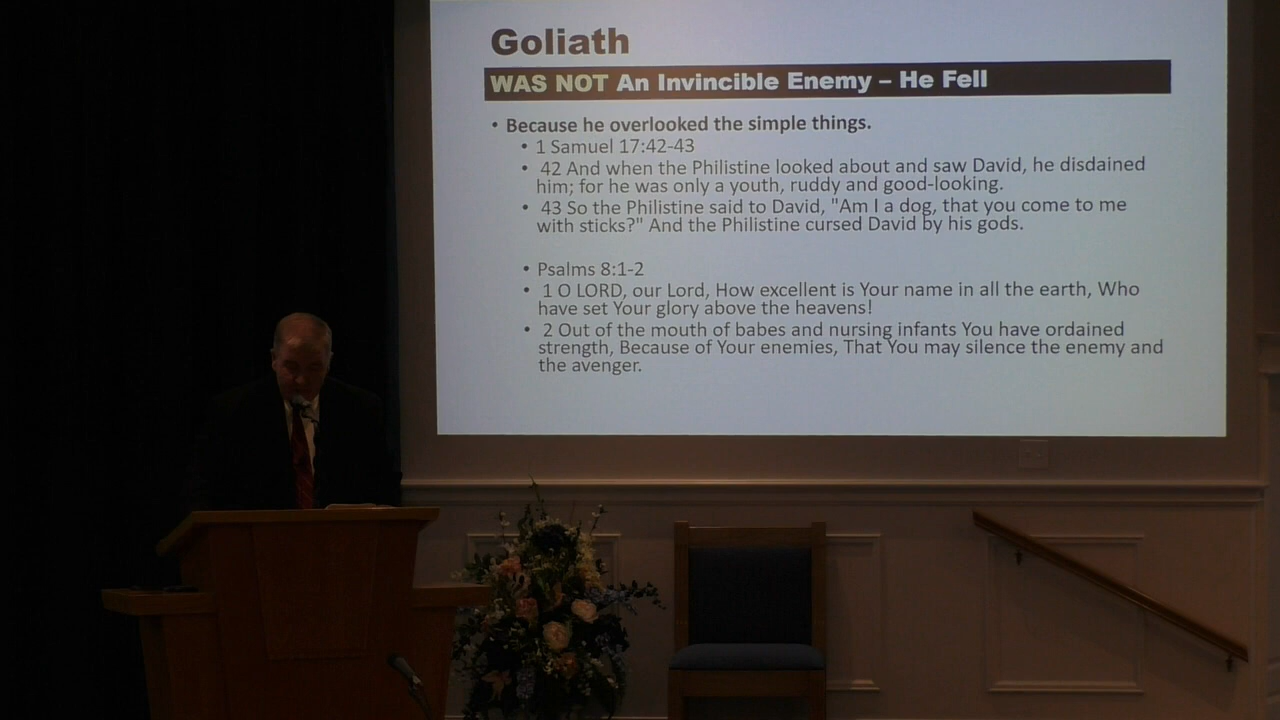 Goliath
WAS NOT An Invincible Enemy – He Fell
• Because he overlooked the simple things.
• 1 Samuel 17:42-43
• 42 And when the Philistine looked about and saw David, he disdained
him; for he was only a youth, ruddy and good-looking.
• 43 So the Philistine said to David, "Am I a dog, that you come to me
with sticks?" And the Philistine cursed David by his gods.
• Psalms 8:1-2
• 1 O LORD, our Lord, How excellent is Your name in all the earth, Who
have set Your glory above the heavens!
• 2 Out of the mouth of babes and nursing infants You have ordained
strength, Because of Your enemies, That You may silence the enemy and
the avenger.